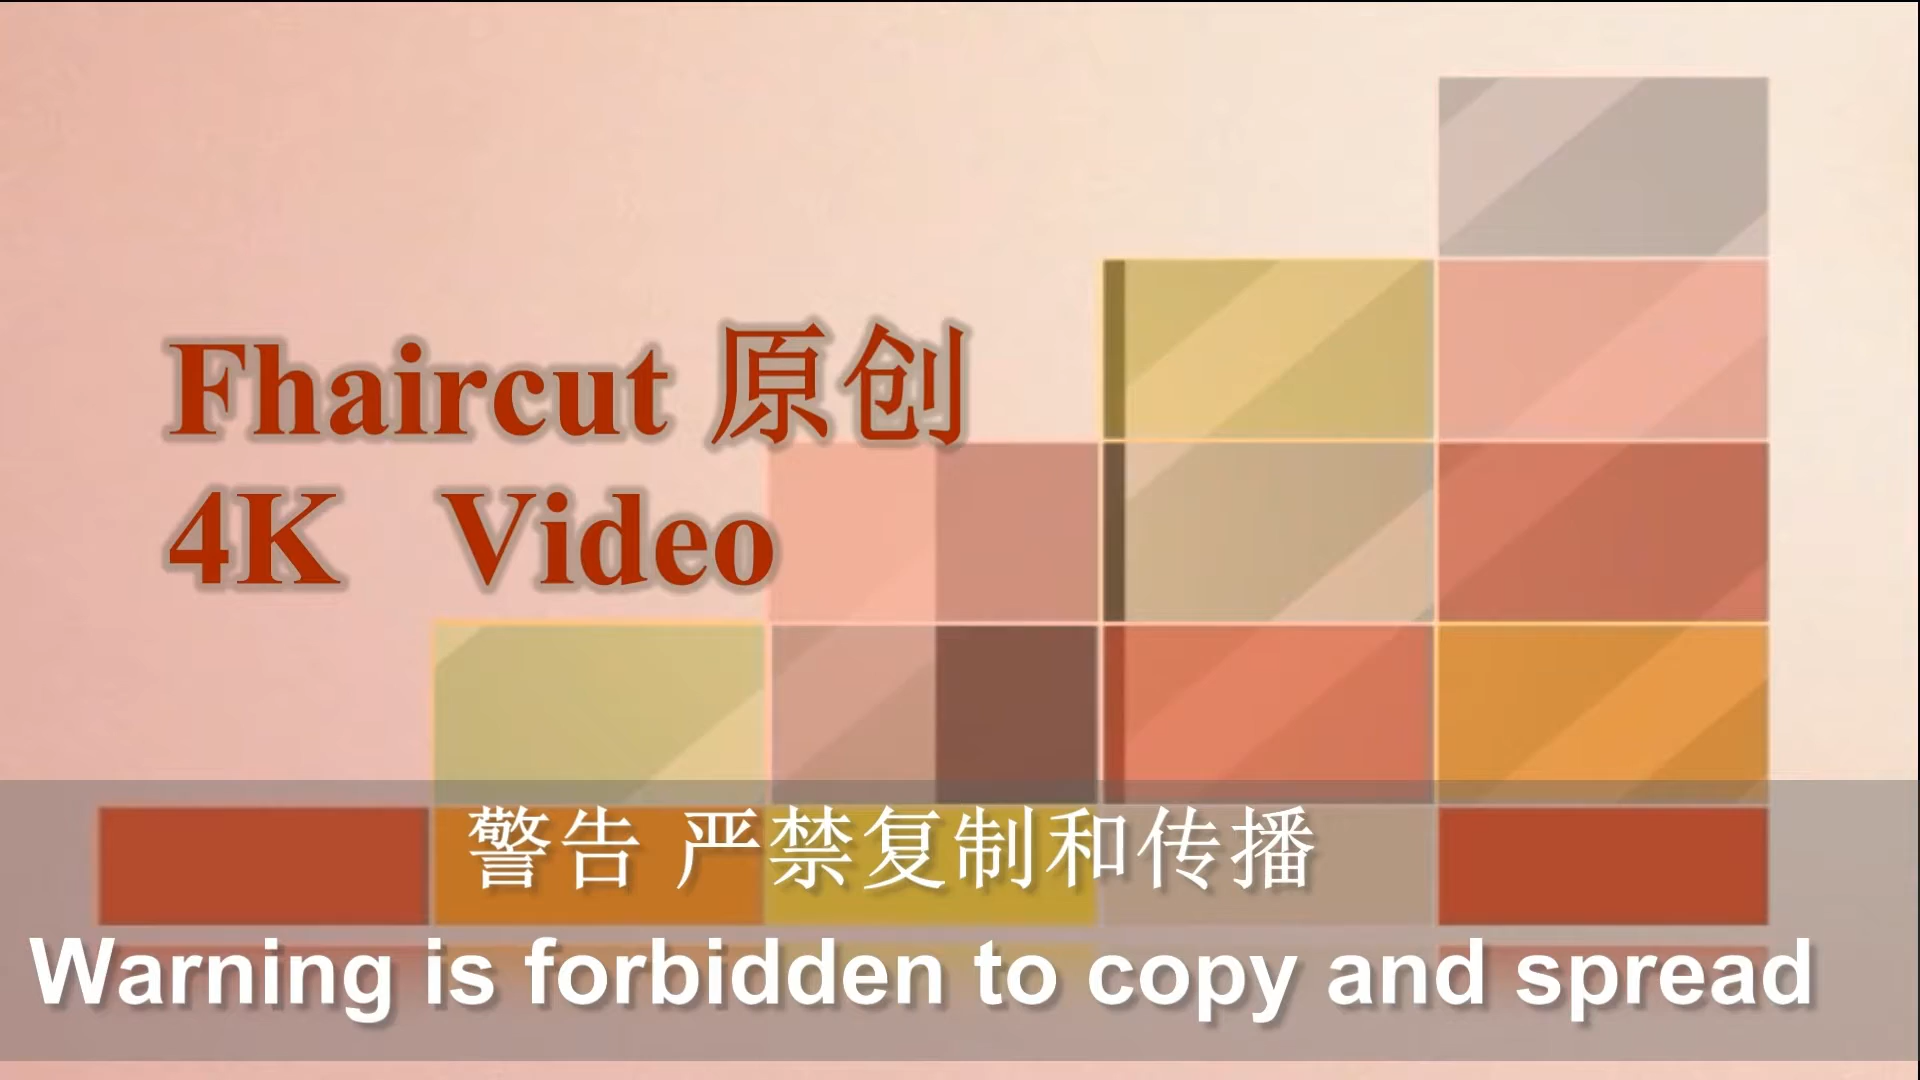 Fhaircut 原创
4K Video
警告 严禁复制和传播
Warning is forbidden to copy and spread